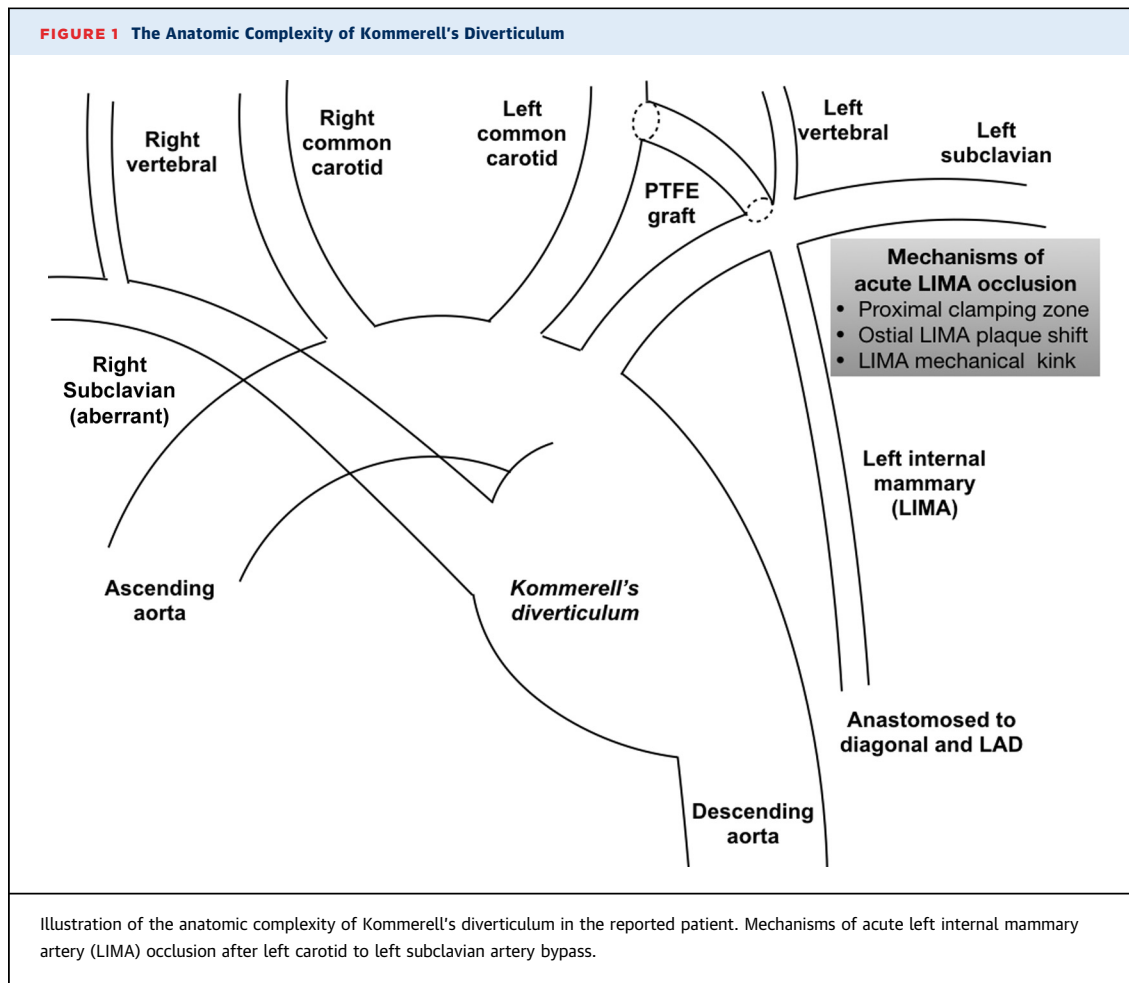 FIGURE 1 The Anatomic Complexity of Kommerell's Diverticulum
Right
vertebral
Right
common
carotid
Left
common
carotid
Left
vertebral
Left
subclavian
PTFE
graft
Mechanisms of
acute LIMA occlusion
• Proximal clamping zone
• Ostial LIMA plaque shift
• LIMA mechanical kink
Right
Subclavian
(aberrant)
Left internal
mammary
(LIMA)
Ascending
aorta
Kommerell's
diverticulum
Anastomosed to
diagonal and LAD
Descending
aorta
Illustration of the anatomic complexity of Kommerell's diverticulum in the reported patient. Mechanisms of acute left internal mammary
artery (LIMA) occlusion after left carotid to left subclavian artery bypass.